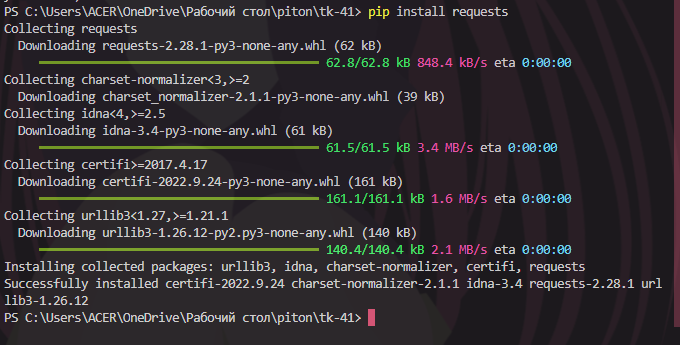 PS C:\Users\ACER\OneDrive\Рабочий стол\piton\tk-41> pip install requests
Collecting requests
Downloading requests-2.28.1-py3-none-any.whl (62 kB)
62.8/62.8 kB 848.4 kB/s eta 0:00:00
Collecting charset-normalizer<3,>=2
Downloading charset_normalizer-2.1.1-py3-none-any.whl (39 kB)
Collecting idna<4,>=2.5
Downloading idna-3.4-py3-none-any.whl (61 kB)
61.5/61.5 kB 3.4 MB/s eta 0:00:00
Collecting certifi>=2017.4.17
Downloading certifi-2022.9.24-py3-none-any.whl (161 kB)
161.1/161.1 kB 1.6 MB/s eta 0:00:00
Collecting urllib3<1.27,>=1.21.1
Downloading urllib3-1.26.12-py2.py3-none-any.whl (140 kB)
140.4/140.4 kB 2.1 MB/s eta 0:00:00
Installing collected packages: urllib3, idna, charset-normalizer, certifi, requests
Successfully installed certifi-2022.9.24 charset-normalizer-2.1.1 idna-3.4 requests-2.28.1 url
lib3-1.26.12
PS C:\Users\ACER\OneDrive\Рабочий стол\piton\tk-41>